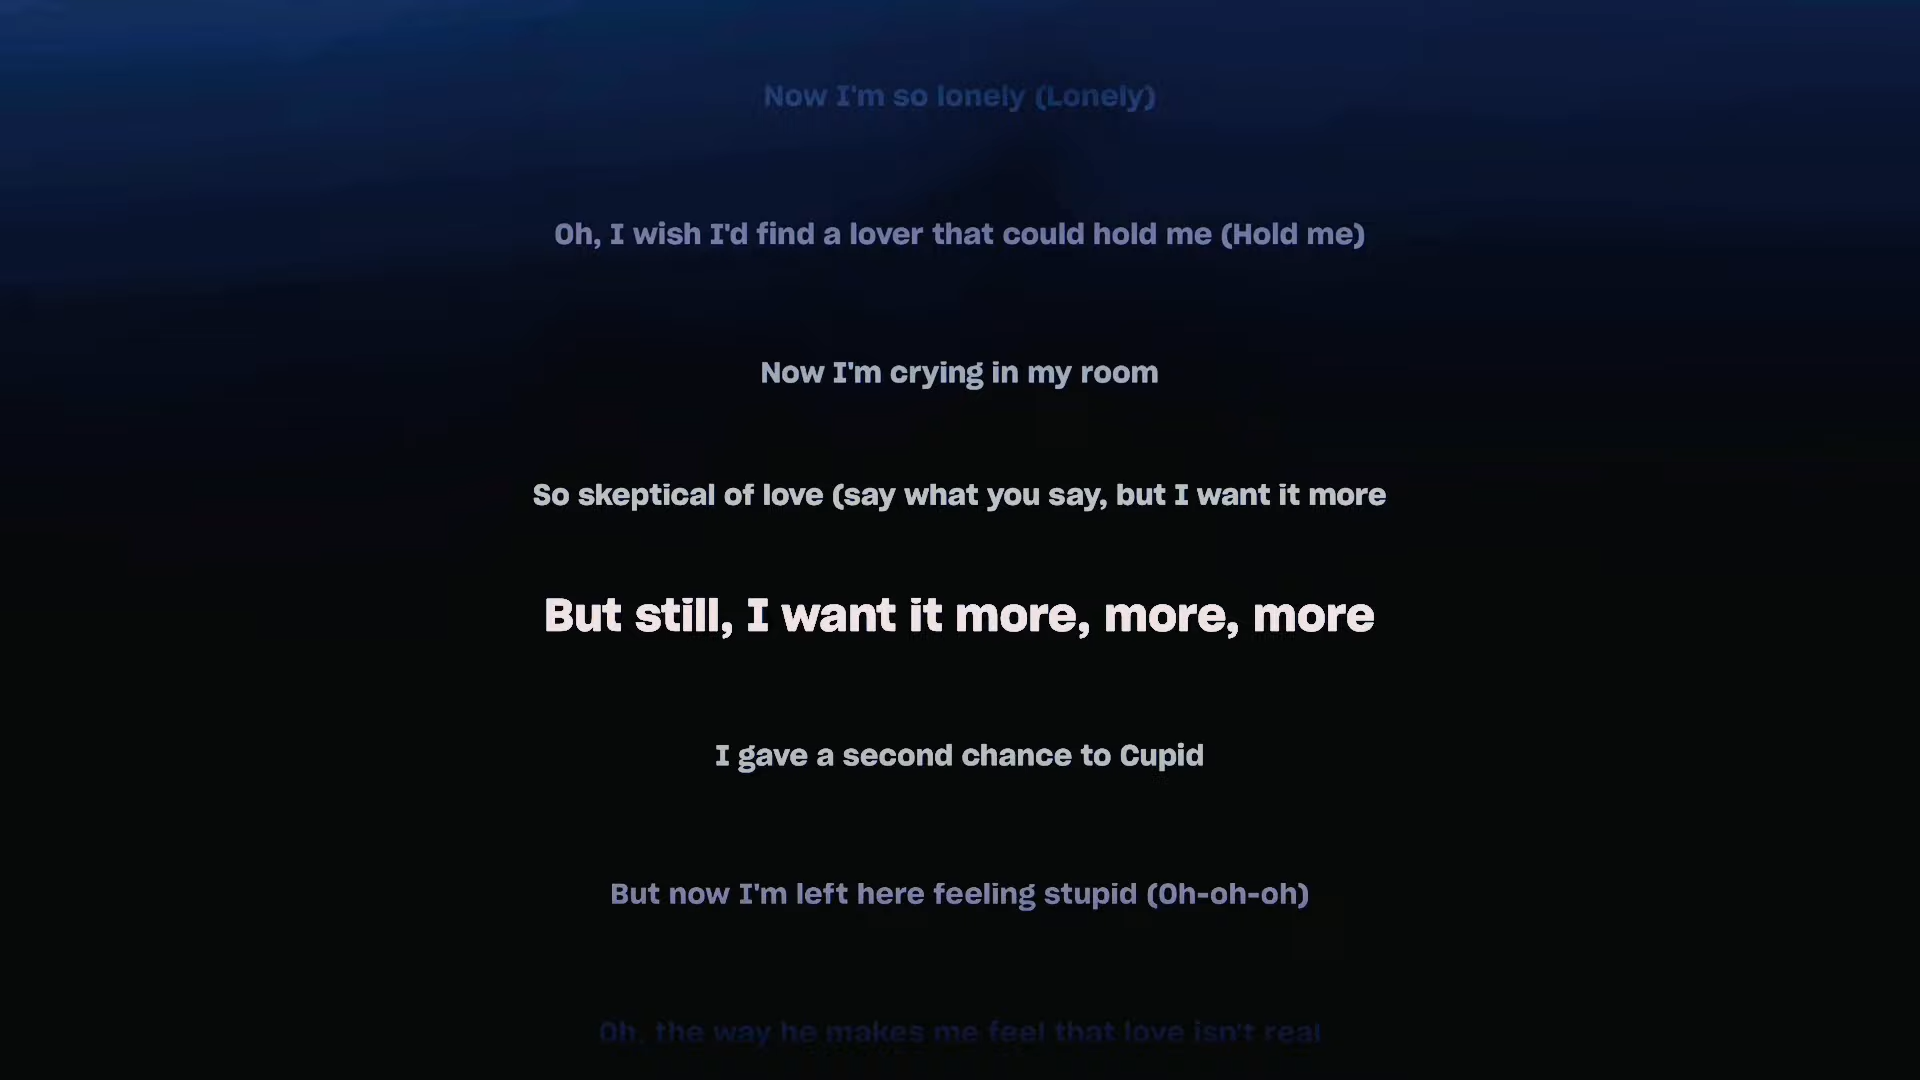 Now I'm so lonely (Lonely)
Oh, I wish I'd find a lover that could hold me (Hold me)
Now I'm crying in my room
So skeptical of love (say what you say, but I want it more
But still, I want it more, more, more
I gave a second chance to Cupid
But now I'm left here feeling stupid (Oh-oh-oh)
Oh, the way he makes me feel that love isn't real